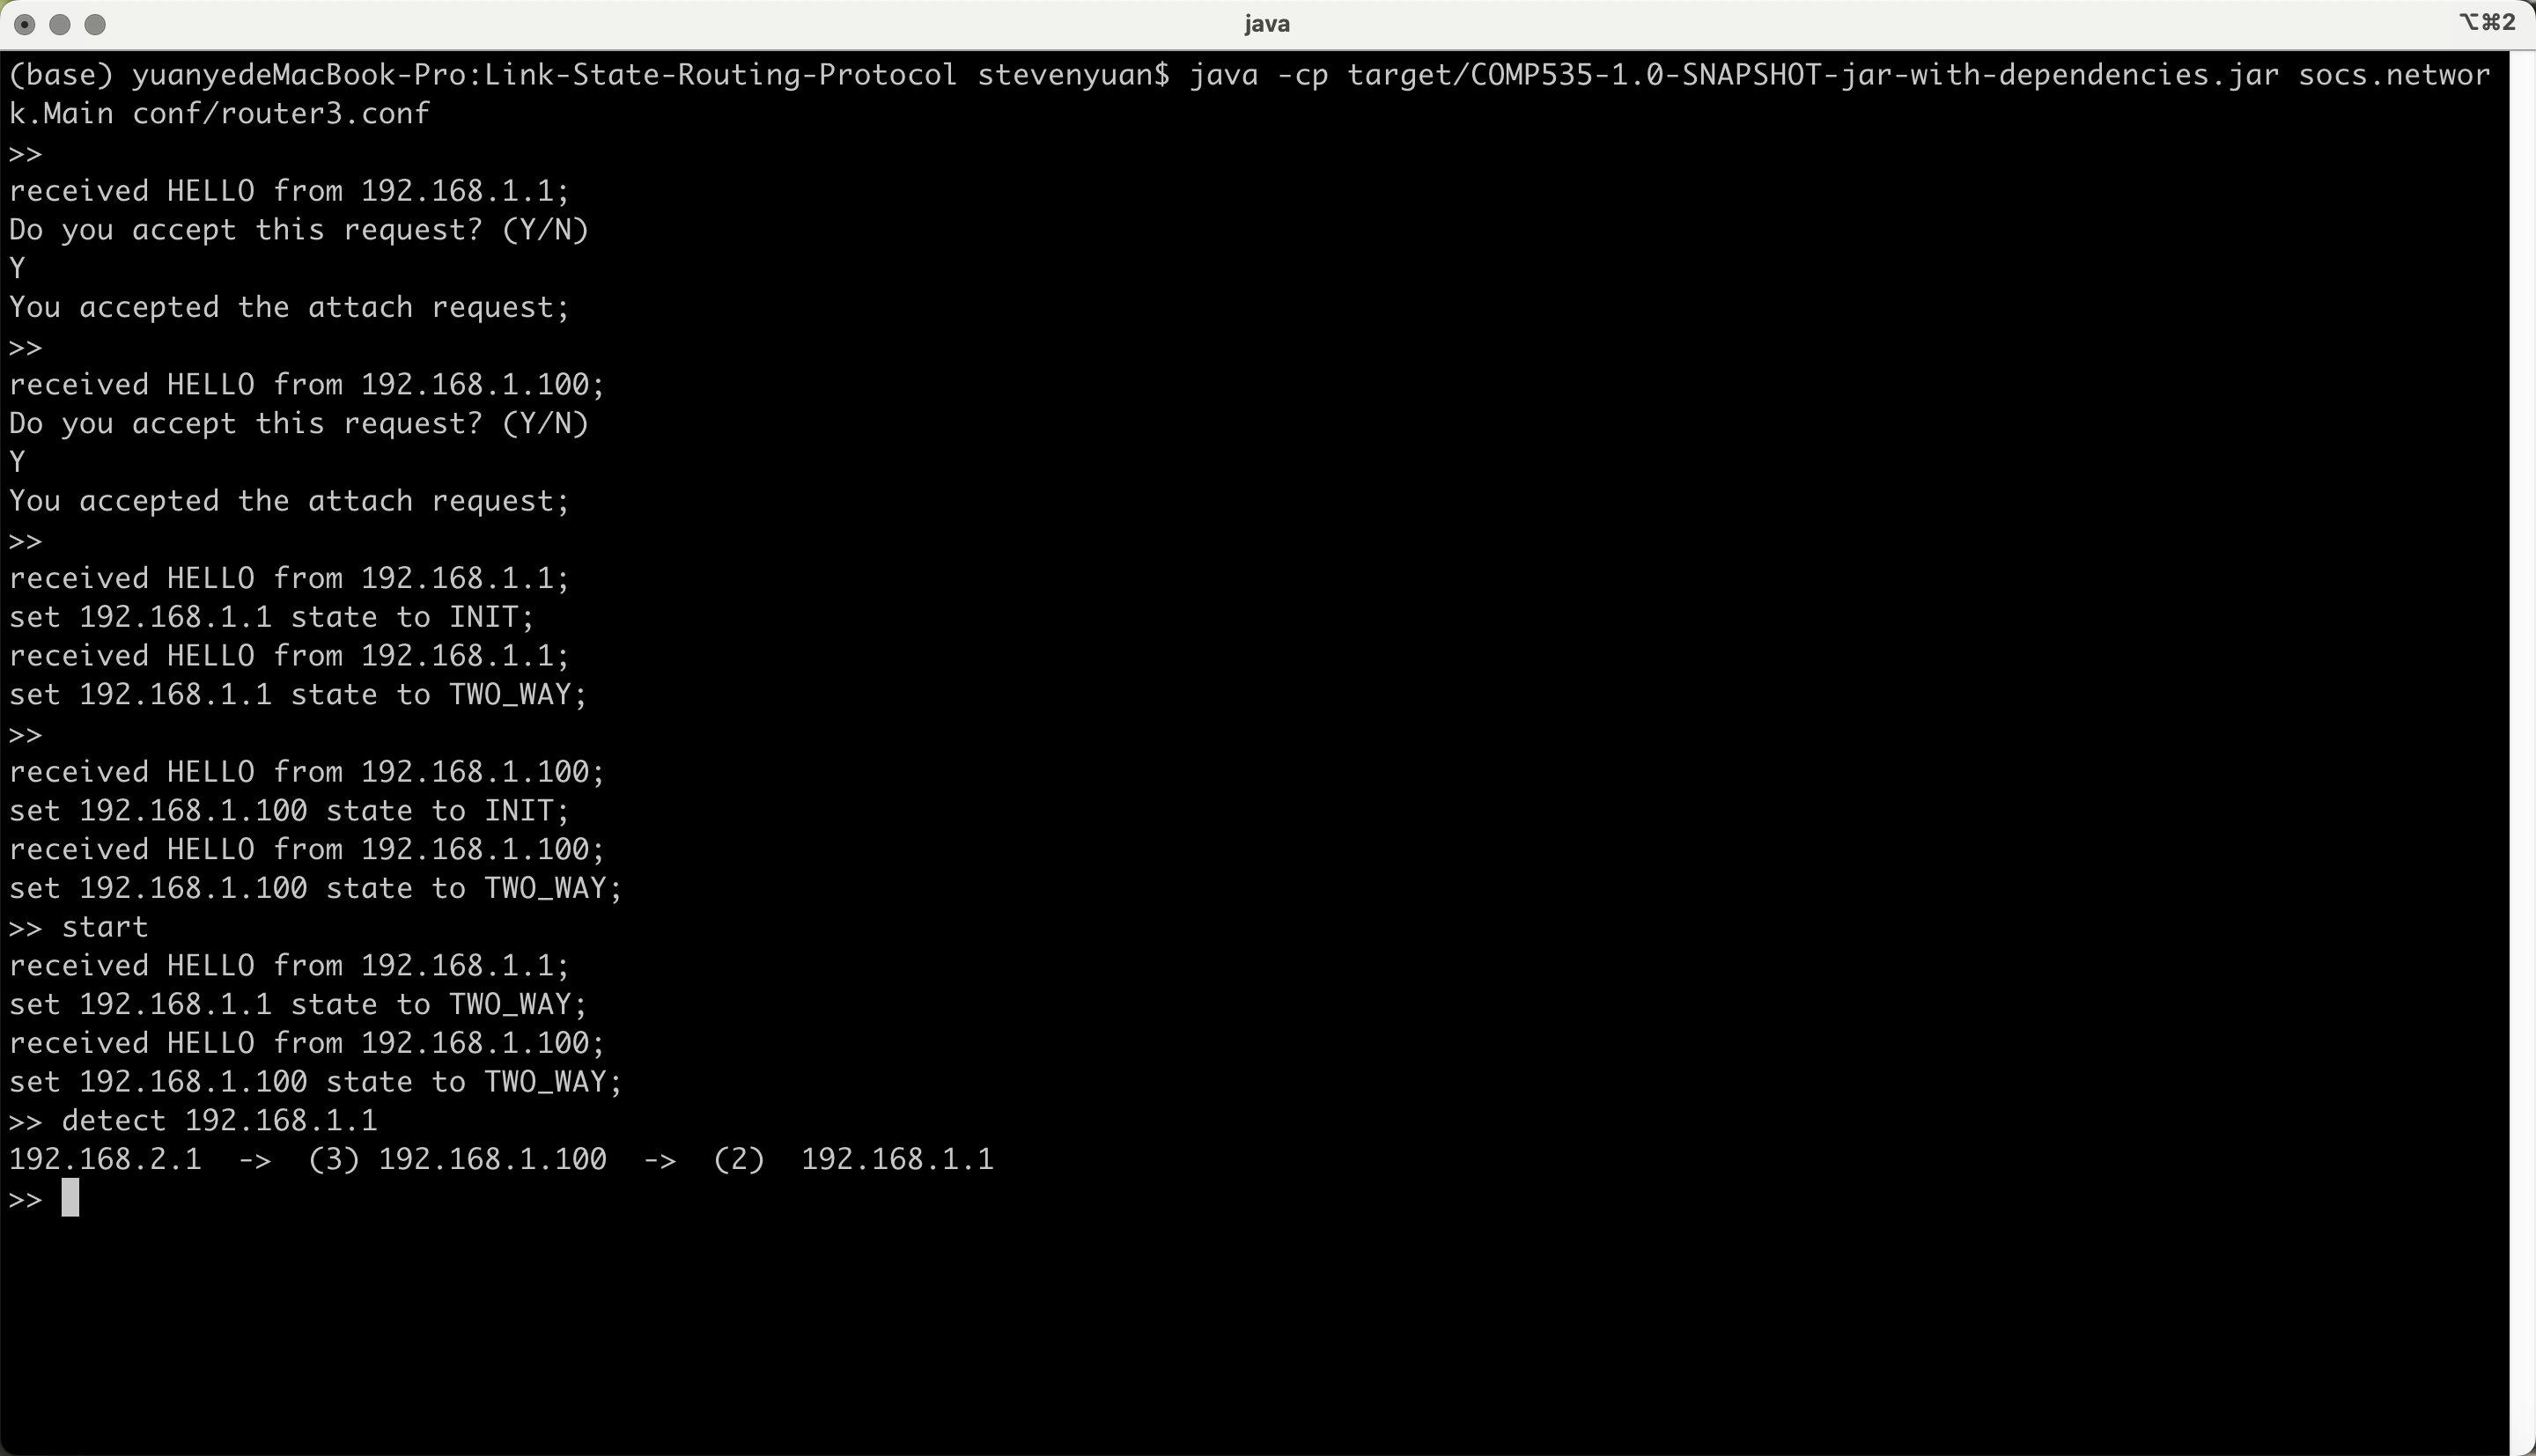 java
⌥⌘2
(base) yuanyedeMacBook-Pro:Link-State-Routing-Protocol stevenyuan$ java -cp target/COMP535-1.0-SNAPSHOT-jar-with-dependencies.jar socs.networ
k.Main conf/router3.conf
>>
received HELLO from 192.168.1.1;
Do you accept this request? (Y/N)
Y
You accepted the attach request;
>>
received HELLO from 192.168.1.100;
Do you accept this request? (Y/N)
Y
You accepted the attach request;
>>
received HELLO from 192.168.1.1;
set 192.168.1.1 state to INIT;
received HELLO from 192.168.1.1;
set 192.168.1.1 state to TWO_WAY;
>>
received HELLO from 192.168.1.100;
set 192.168.1.100 state to INIT;
received HELLO from 192.168.1.100;
set 192.168.1.100 state to TWO_WAY;
>> start
received HELLO from 192.168.1.1;
set 192.168.1.1 state to TWO_WAY;
received HELLO from 192.168.1.100;
set 192.168.1.100 state to TWO_WAY;
>> detect 192.168.1.1
192.168.2.1  ->  (3) 192.168.1.100  ->  (2)  192.168.1.1
>>